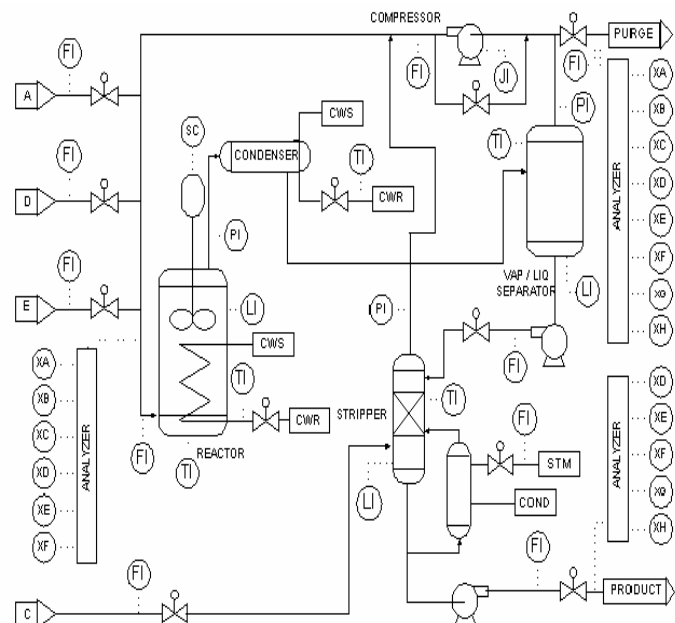 COMPRESSOR
PURGE
FI
JI
FI
FI
PI
A
FI
SC
CWS
CONDENSER
TI
CWR
TI
ANALYZER
XA
XB
XC
XD
XE
XF
XG
XH
D
FI
PI
VAP / LIQ
SEPARATOR
LI
E
FI
LI
CWS
TI
CWR
REACTOR
TI
FI
PI
STRIPPER
TI
FI
LI
FI
STM
COND
XA
XB
XC
XD
XE
XF
ANALYZER
ANALYZER
XD
XE
XF
XG
XH
C
FI
FI
PRODUCT